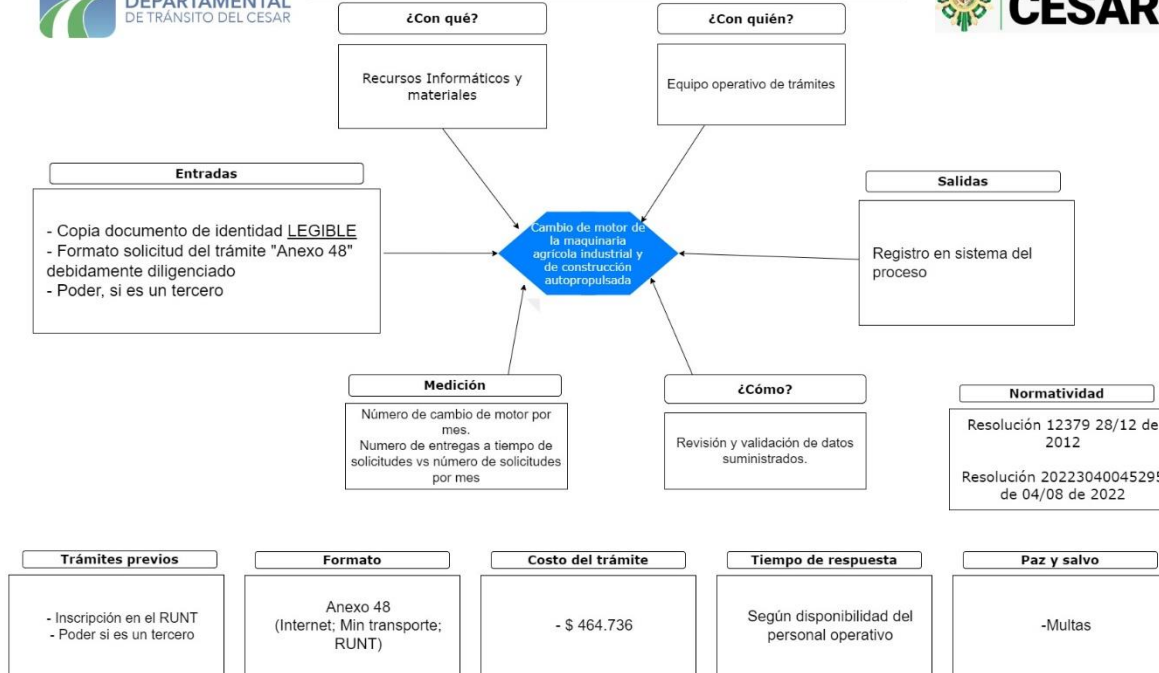 DEPARTAMENTAL
DE TRÁNSITO DEL CESAR
CESAR
¿Con qué?
Recursos Informáticos y
materiales
¿Con quién?
Equipo operativo de trámites
Entradas
- Copia documento de identidad LEGIBLE
- Formato solicitud del trámite "Anexo 48"
debidamente diligenciado
- Poder, si es un tercero
Cambio de motor de
la maquinaria
agrícola industrial y
de construcción
autopropulsada
Salidas
Registro en sistema del
proceso
Medición
Número de cambio de motor por
mes.
Numero de entregas a tiempo de
solicitudes vs número de solicitudes
por mes
¿Cómo?
Revisión y validación de datos
suministrados.
Normatividad
Resolución 12379 28/12 de
2012
Resolución 20223040045295
de 04/08 de 2022
Trámites previos
- Inscripción en el RUNT
- Poder si es un tercero
Formato
Anexo 48
(Internet; Min transporte;
RUNT)
Costo del trámite
- $ 464.736
Tiempo de respuesta
Según disponibilidad del
personal operativo
Paz y salvo
-Multas